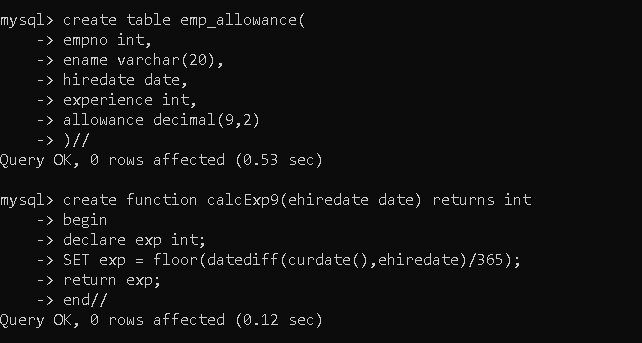 mysql> create table emp_allowance(
    -> empno int,
    -> ename varchar(20),
    -> hiredate date,
    -> experience int,
    -> allowance decimal(9,2)
    -> )//
Query OK, 0 rows affected (0.53 sec)

mysql> create function calcExp9(ehiredate date) returns int
    -> begin
    -> declare exp int;
    -> SET exp = floor(datediff(curdate(),ehiredate)/365);
    -> return exp;
    -> end//
Query OK, 0 rows affected (0.12 sec)